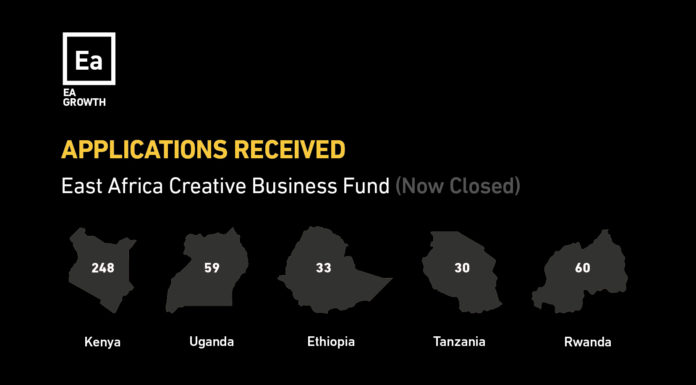 Ea
EA
GROWTH
APPLICATIONS RECEIVED
East Africa Creative Business Fund (Now Closed)
248 59 33 30 60
Kenya Uganda Ethiopia Tanzania Rwanda